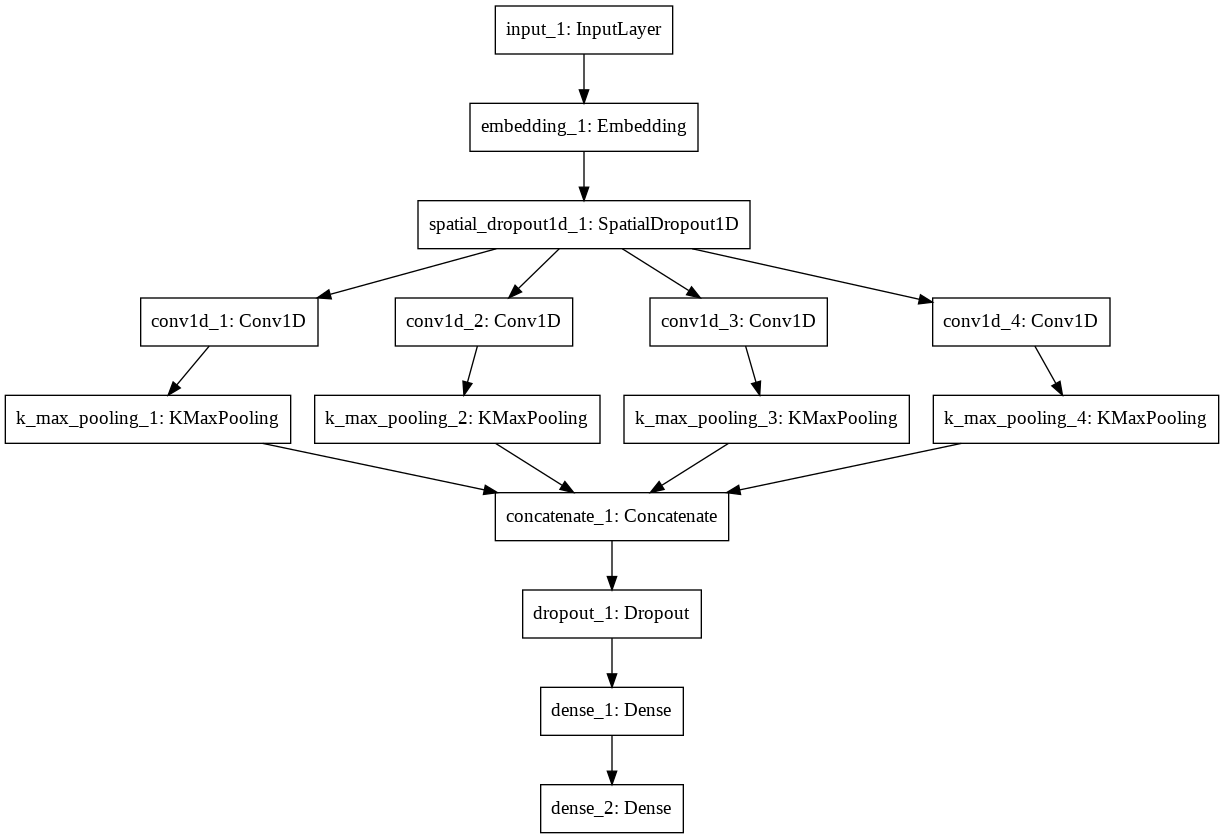 input_1: InputLayer
embedding_1: Embedding
spatial_dropout1d_1: SpatialDropout1D
conv1d_1: Conv1D
conv1d_2: Conv1D
conv1d_3: Conv1D
conv1d_4: Conv1D
k_max_pooling_1: KMaxPooling
k_max_pooling_2: KMaxPooling
k_max_pooling_3: KMaxPooling
k_max_pooling_4: KMaxPooling
concatenate_1: Concatenate
dropout_1: Dropout
dense_1: Dense
dense_2: Dense